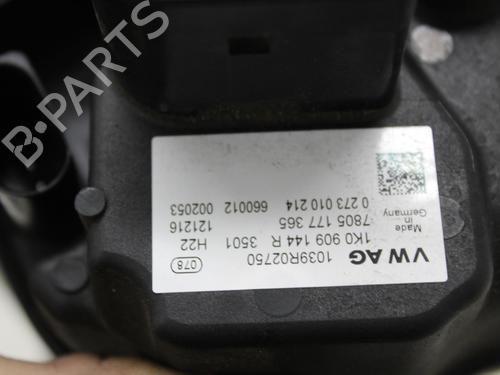 B-PARTS
VW AG 1039R02750 078
1K0 909 144 R 3501 H22
Made in Germany 7805 177 365 121216
0 273 010 214 660012 002053